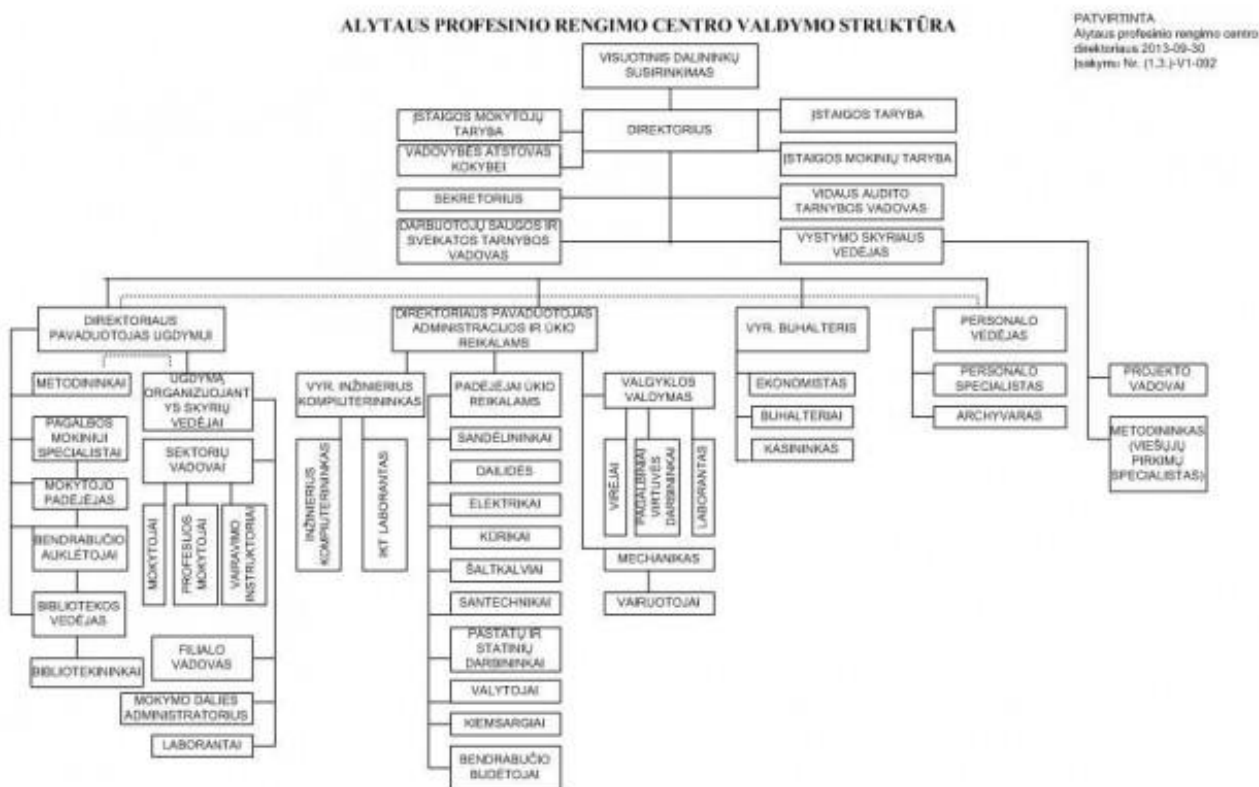 ALYTAUS PROFESINIO RENGIMO CENTRO VALDYMO STRUKTŪRA
PATVIRTINTA
Alytaus profesinio rengimo centro
direktoriaus 2013-09-30
Įsakymu Nr. (1.3.)-V1-092
VISUOTINIS DALININKŲ
SUSIRINKIMAS
ĮSTAIGOS MOKYTOJŲ
TARYBA
DIREKTORIUS
ĮSTAIGOS TARYBA
VADOVYBĖS ATSTOVAS
KOKYBEI
ĮSTAIGOS MOKINIŲ TARYBA
SEKRETORIUS
VIDAUS AUDITO
TARNYBOS VADOVAS
DARBUOTOJŲ SAUGOS IR
SVEIKATOS TARNYBOS
VADOVAS
VYSTYMO SKYRIAUS
VEDĖJAS
DIREKTORIAUS
PAVADUOTOJAS UGDYMUI
DIREKTORIAUS PAVADUOTOJAS
ADMINISTRACIJOS IR ŪKIO
REIKALAMS
VYR. BUHALTERIS
PERSONALO
VEDĖJAS
METODININKAI
UGDYMĄ
ORGANIZUOJANT
YS SKYRIŲ
VEDĖJAI
PAGALBOS
MOKINIUI
SPECIALISTAI
SEKTORIŲ
VADOVAI
MOKYTOJO
PADĖJĖJAS
MOKYTOJAI
PROFESIJOS
MOKYTOJAI
VAIRAVIMO
INSTRUKTORIAI
BENDRABUČIO
AUKLĖTOJAI
BIBLIOTEKOS
VEDĖJAS
BIBLIOTEKININKAI
FILIALO
VADOVAS
MOKYMO DALIES
ADMINISTRATORIUS
LABORANTAI
VYR. INŽINIERIUS
KOMPIUTERININKAS
INŽINIERIUS
KOMPIUTERININKAS
IKT LABORANTAS
PADĖJĖJAI ŪKIO
REIKALAMS
SANDĖLININKAI
DAILIDĖS
ELEKTRIKAI
KŪRIKAI
ŠALTKALVIAI
SANTECHNIKAI
PASTATŲ IR
STATINIŲ
DARBININKAI
VALYTOJAI
KIEMSARGIAI
BENDRABUČIO
BUDĖTOJAI
VALGYKLOS
VALDYMAS
VIRĖJAI
PAGALBINIAI
VIRTUVĖS
DARBININKAI
LABORANTAS
MECHANIKAS
VAIRUOTOJAI
EKONOMISTAS
BUHALTERIAI
KASININKAS
PERSONALO
SPECIALISTAS
ARCHYVARAS
PROJEKTO
VADOVAI
METODININKAS
(VIEŠŲJŲ
PIRKIMŲ
SPECIALISTAS)